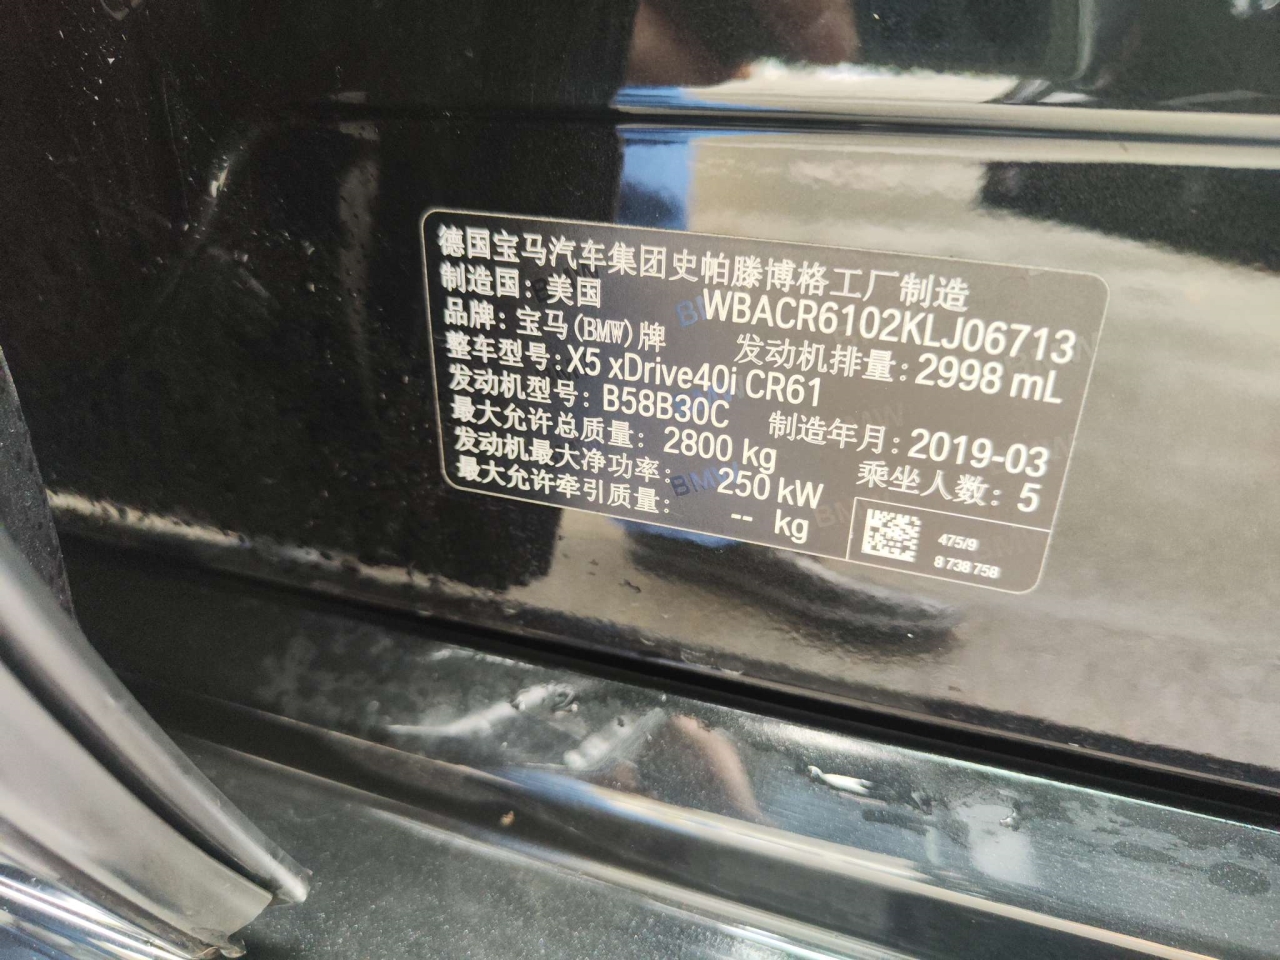 德国宝马汽车集团史帕滕博格工厂制造
制造国：美国 WBACR6102KLJ06713
品牌：宝马(BMW)牌 发动机排量：2998 mL
整车型号：X5 xDrive40i CR61
发动机型号：B58B30C 制造年月：2019-03
最大允许总质量：2800 kg 乘坐人数：5
发动机最大净功率：250 kW
最大允许牵引质量：-- kg
475/9
8 738 758